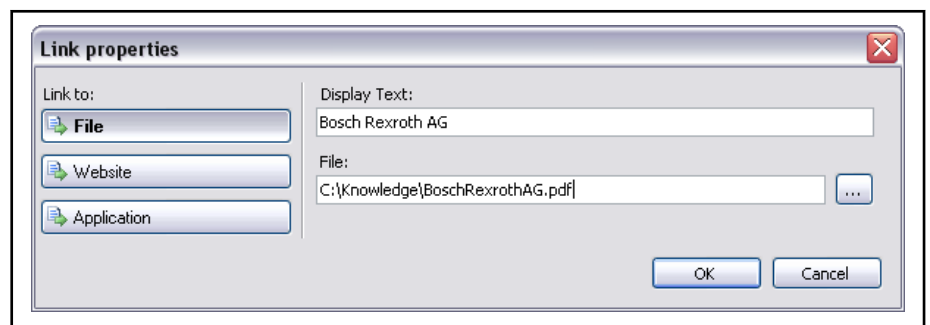 Link properties
Link to:
File
Website
Application
Display Text:
Bosch Rexroth AG
File:
C:\Knowledge\BoschRexrothAG.pdf
...
OK
Cancel